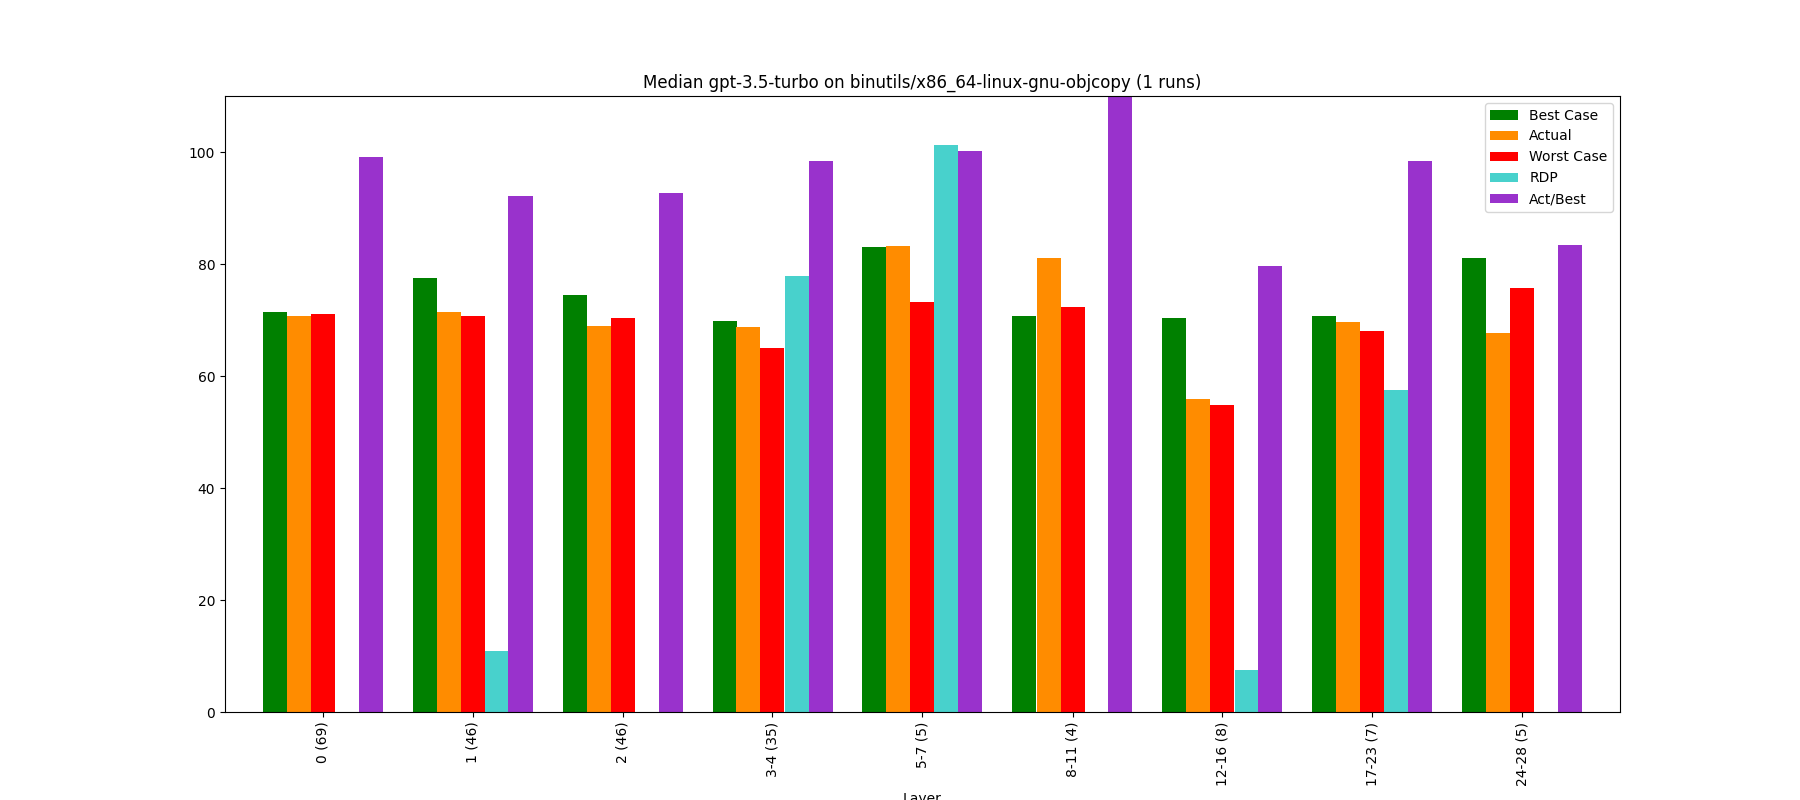 Median gpt-3.5-turbo on binutils/x86_64-linux-gnu-objcopy (1 runs)
Best Case
Actual
Worst Case
RDP
Act/Best
100
80
60
40
20
0
0 (69)
1 (46)
2 (46)
3-4 (35)
5-7 (5)
8-11 (4)
12-16 (8)
17-23 (7)
24-28 (5)
Layer